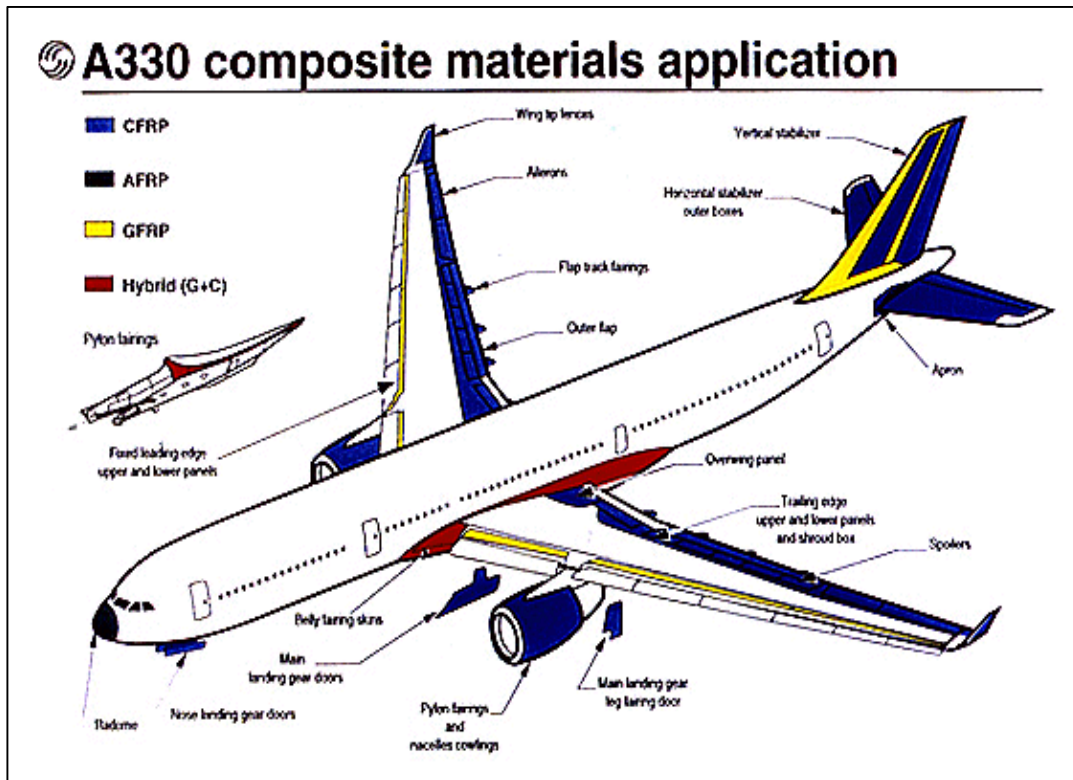 A330 composite materials application
CFRP
AFRP
GFRP
Hybrid (G+C)
Wing tip fences
Ailerons
Flap track fairings
Outer flap
Vertical stabilizer
Horizontal stabilizer
outer boxes
Apron
Pylon fairings
Fixed leading edge
upper and lower panels
Overwing panel
Trailing edge
upper and lower panels
and shroud box
Spoilers
Belly fairing skins
Main
landing gear doors
Main landing gear
leg fairing door
Pylon fairings
and
nacelles cowlings
Nose landing gear doors
Radome